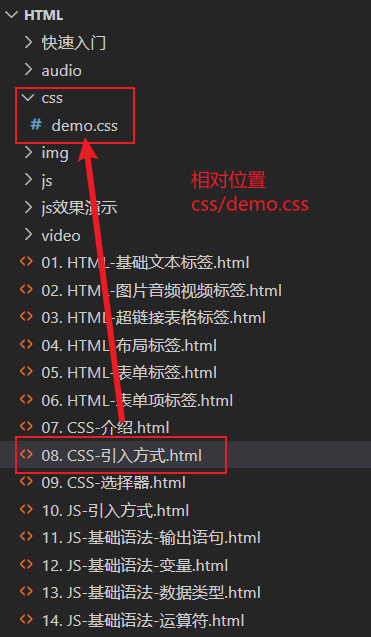 HTML
快速入门
audio
css
# demo.css
img
js
js效果演示
video
相对位置
css/demo.css
01. HTML-基础文本标签.html
02. HTML-图片音频视频标签.html
03. HTML-超链接表格标签.html
04. HTML-布局标签.html
05. HTML-表单标签.html
06. HTML-表单项标签.html
07. CSS-介绍.html
08. CSS-引入方式.html
09. CSS-选择器.html
10. JS-引入方式.html
11. JS-基础语法-输出语句.html
12. JS-基础语法-变量.html
13. JS-基础语法-数据类型.html
14. JS-基础语法-运算符.html